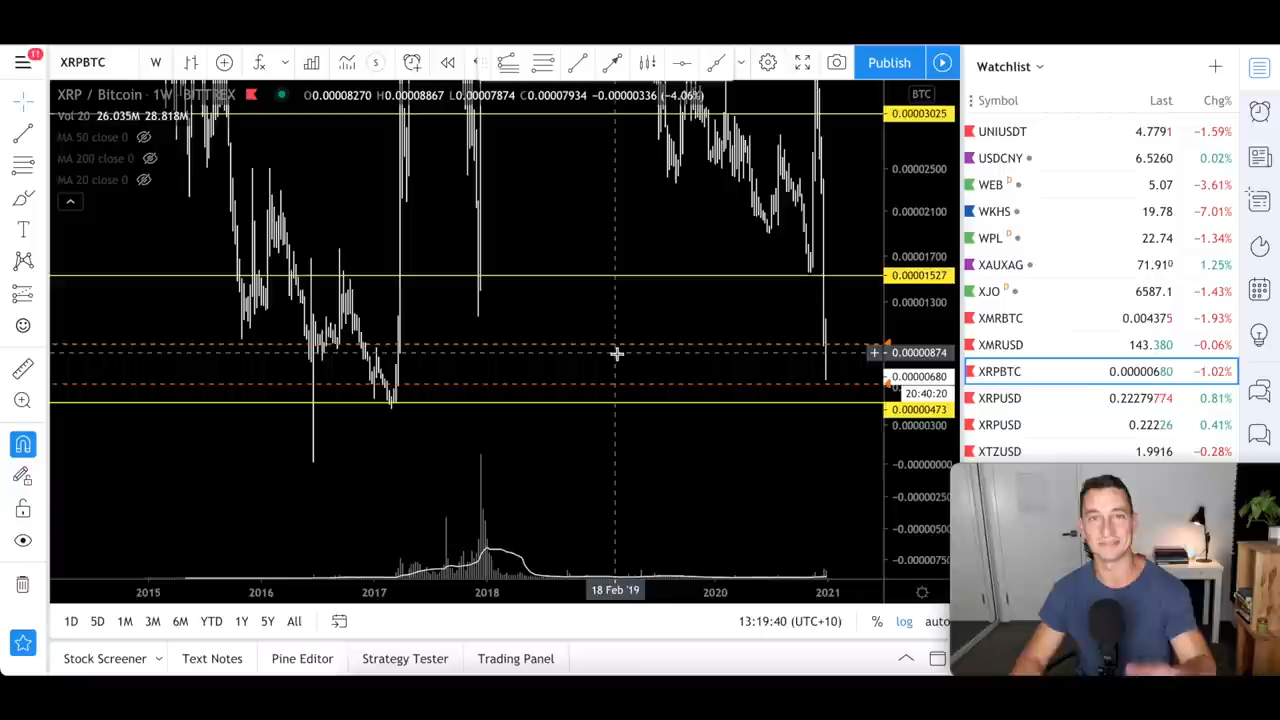 11
XRPBTC
W
S
Publish
XRP / Bitcoin · 1W · BITTREX
O0.00008270 H0.00008867 L0.00007874 C0.00007934 −0.00000336 (−4.06%)
Vol 20 26.035M 28.818M
MA 50 close 0
MA 200 close 0
MA 20 close 0
BTC
0.00003025
0.00002500
0.00002100
0.00001700
0.00001527
0.00001300
0.00000874
0.00000680
20:40:20
0.00000473
0.00000300
−0.00000000
−0.00000250
−0.00000500
−0.00000750
2015
2016
2017
2018
18 Feb '19
2020
2021
1D
5D
1M
3M
6M
YTD
1Y
5Y
All
13:19:40 (UTC+10)
%
log
auto
Stock Screener
Text Notes
Pine Editor
Strategy Tester
Trading Panel
Watchlist
Symbol Last Chg%
UNIUSDT 4.7791 −1.59%
USDCNY 6.5260 0.02%
WEB D 5.07 −3.61%
WKHS 19.78 −7.01%
WPL D 22.74 −1.34%
XAUXAG 71.910 1.25%
XJO D 6587.1 −1.43%
XMRBTC 0.004375 −1.93%
XMRUSD 143.380 −0.06%
XRPBTC 0.00000680 −1.02%
XRPUSD 0.22279774 0.81%
XRPUSD 0.22226 0.41%
XTZUSD 1.9916 −0.28%